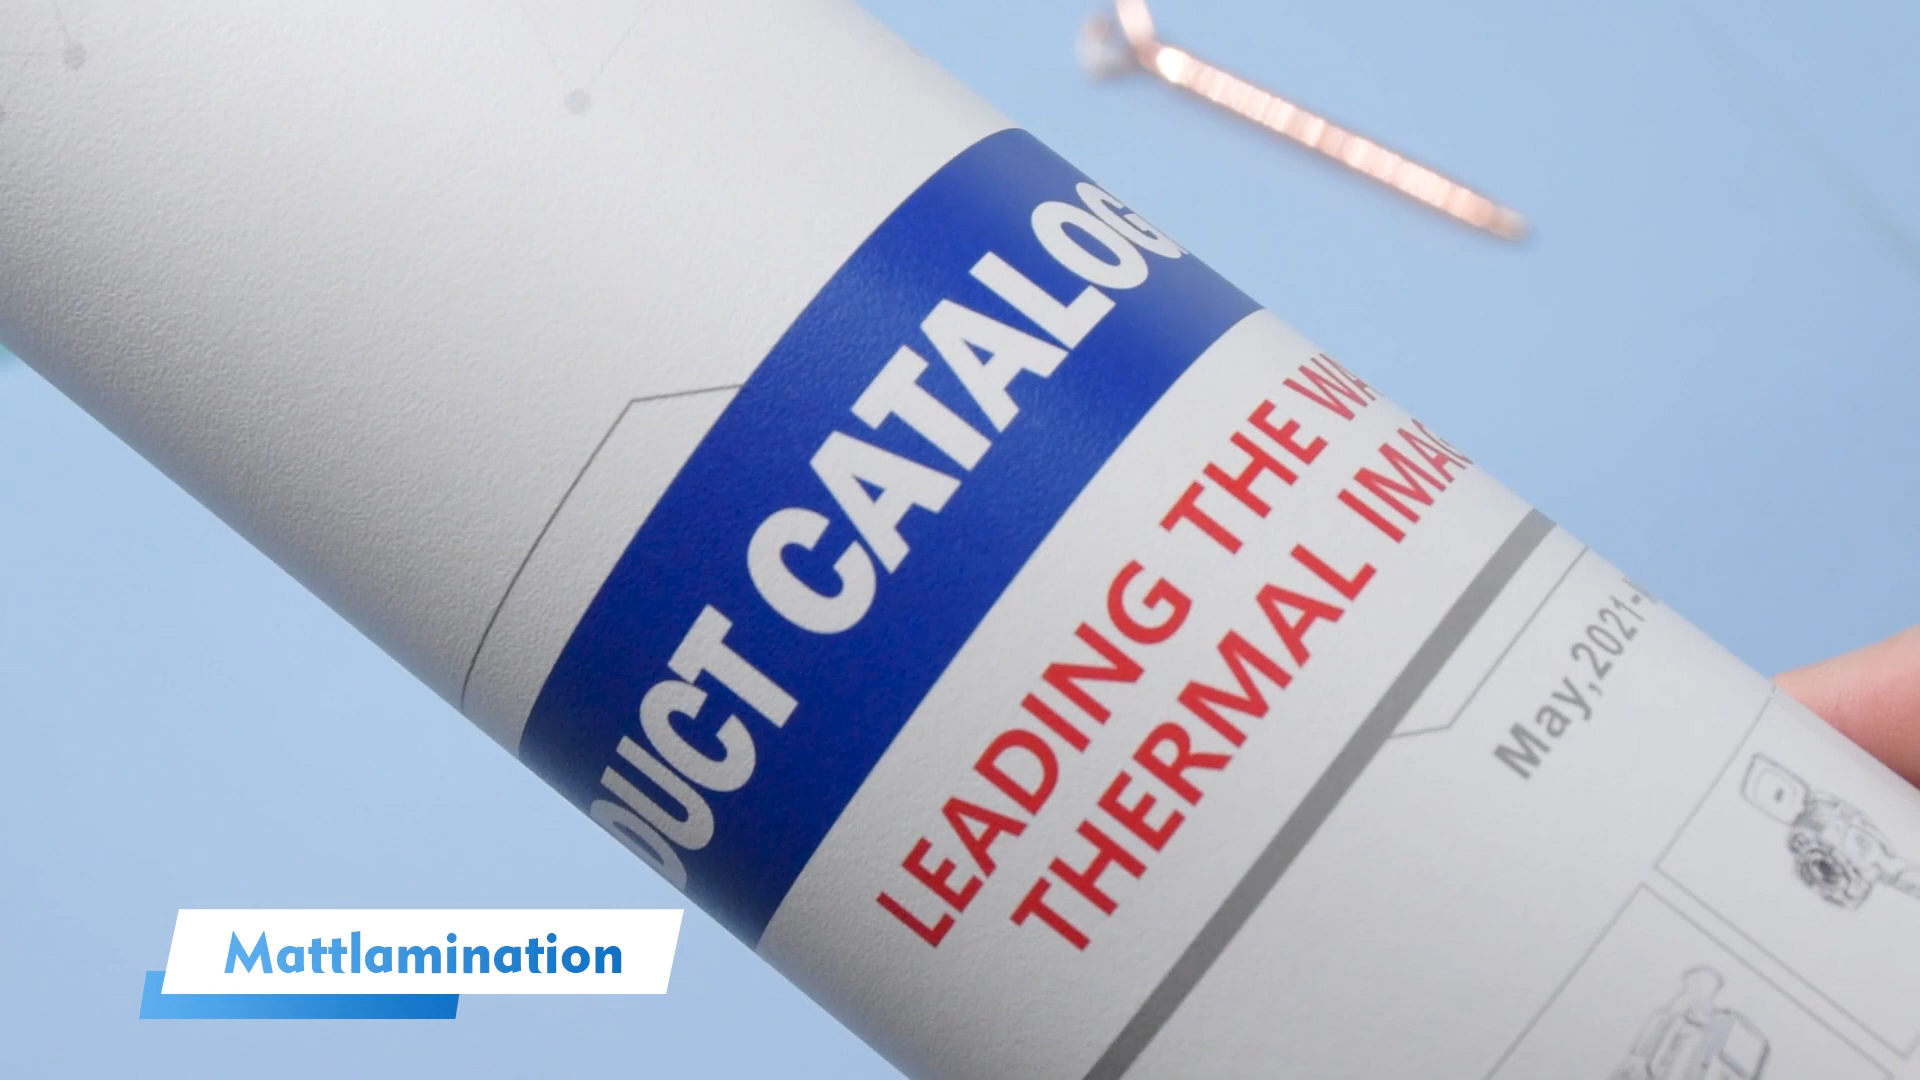 DUCT CATALOG
LEADING THE WA
THERMAL IMAG
May,2021-
Mattlamination